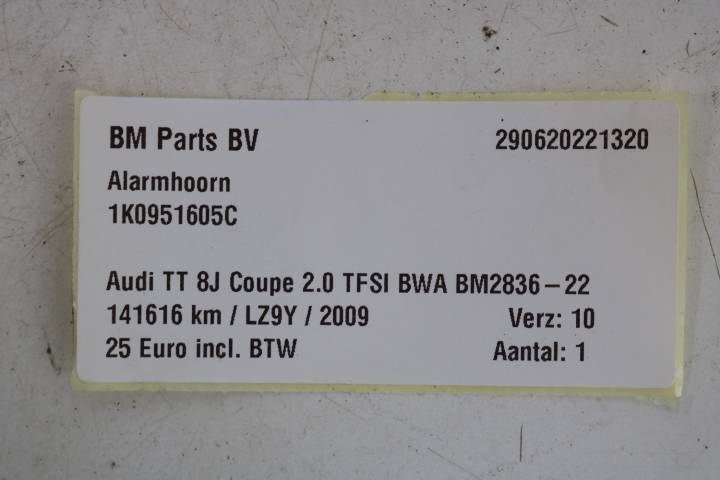 BM Parts BV 290620221320
Alarmhoorn
1K0951605C
Audi TT 8J Coupe 2.0 TFSI BWA BM2836-22
141616 km / LZ9Y / 2009 Verz: 10
25 Euro incl. BTW Aantal: 1